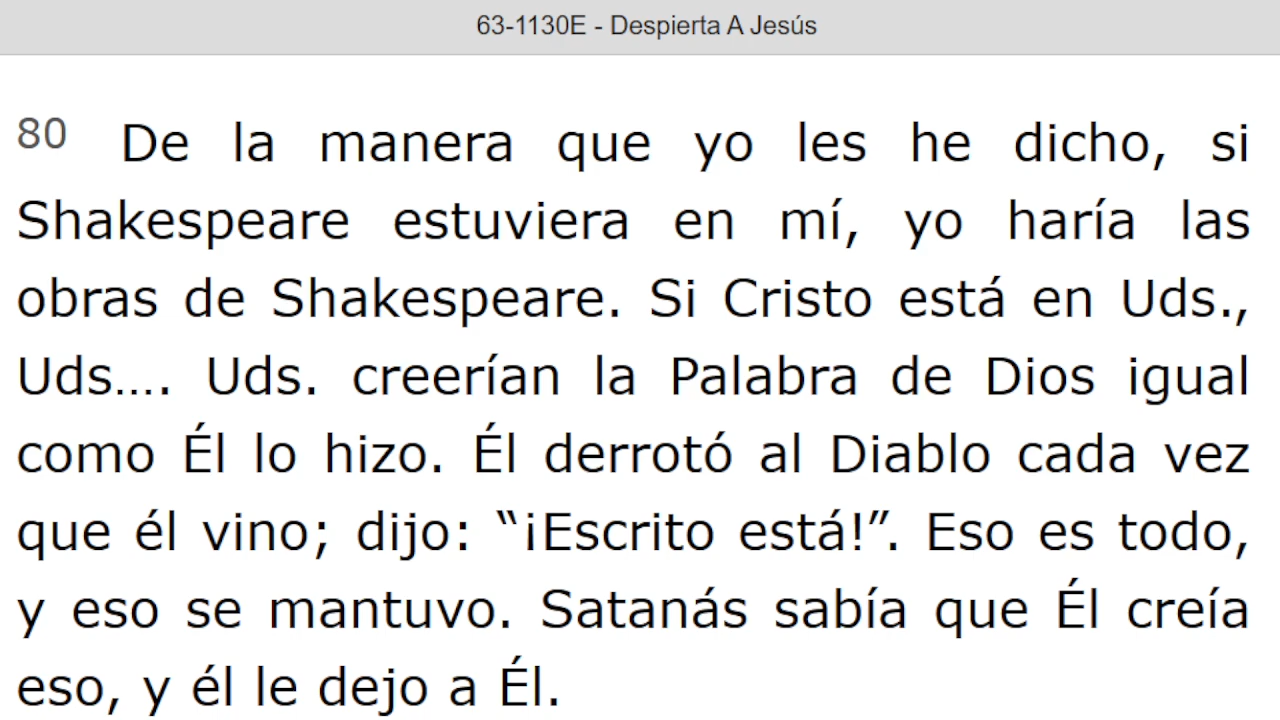 63-1130E - Despierta A Jesús
80 De la manera que yo les he dicho, si
Shakespeare estuviera en mí, yo haría las
obras de Shakespeare. Si Cristo está en Uds.,
Uds.... Uds. creerían la Palabra de Dios igual
como Él lo hizo. Él derrotó al Diablo cada vez
que él vino; dijo: “¡Escrito está!”. Eso es todo,
y eso se mantuvo. Satanás sabía que Él creía
eso, y él le dejo a Él.